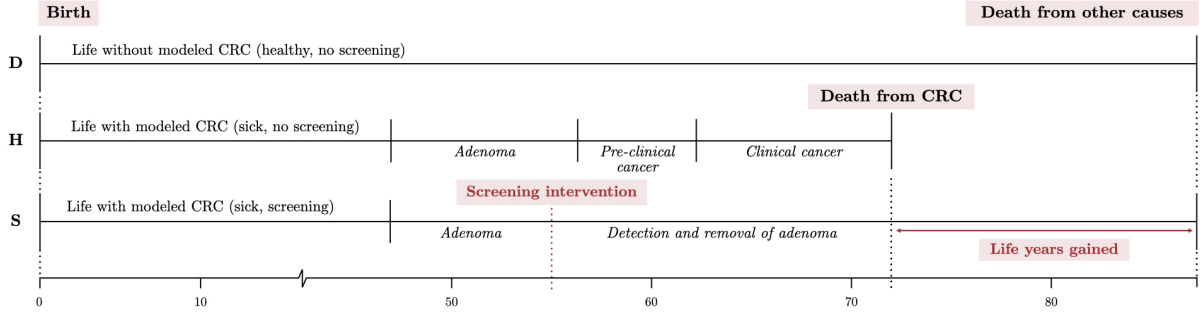 Birth
Death from other causes
D
Life without modeled CRC (healthy, no screening)
Death from CRC
H
Life with modeled CRC (sick, no screening)
Adenoma
Pre-clinical
cancer
Clinical cancer
Screening intervention
S
Life with modeled CRC (sick, screening)
Adenoma
Detection and removal of adenoma
Life years gained
0
10
50
60
70
80